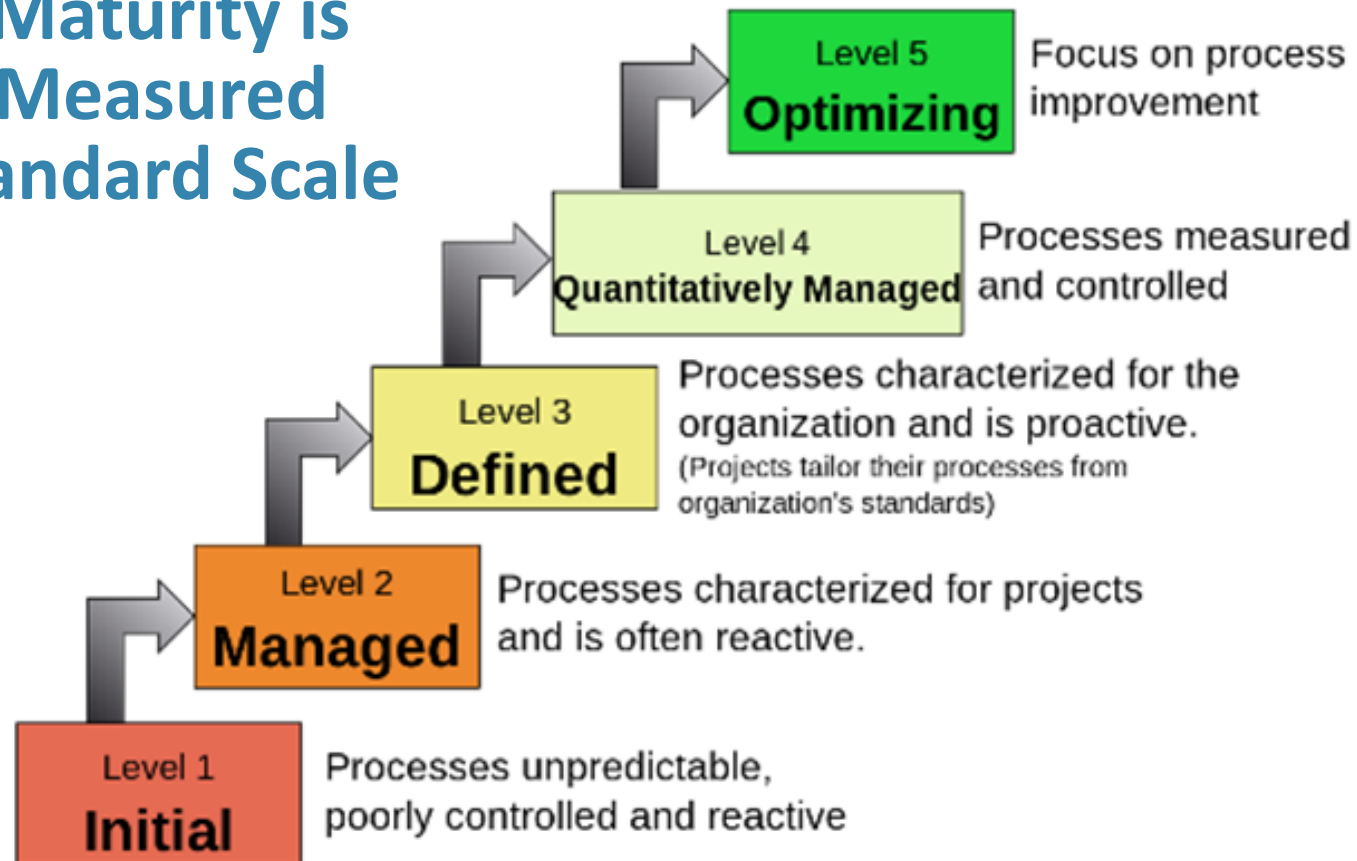 Maturity is
Measured
andard Scale
Level 5
Optimizing
Focus on process
improvement
Level 4
Quantitatively Managed
Processes measured
and controlled
Level 3
Defined
Processes characterized for the
organization and is proactive.
(Projects tailor their processes from
organization's standards)
Level 2
Managed
Processes characterized for projects
and is often reactive.
Level 1
Initial
Processes unpredictable,
poorly controlled and reactive